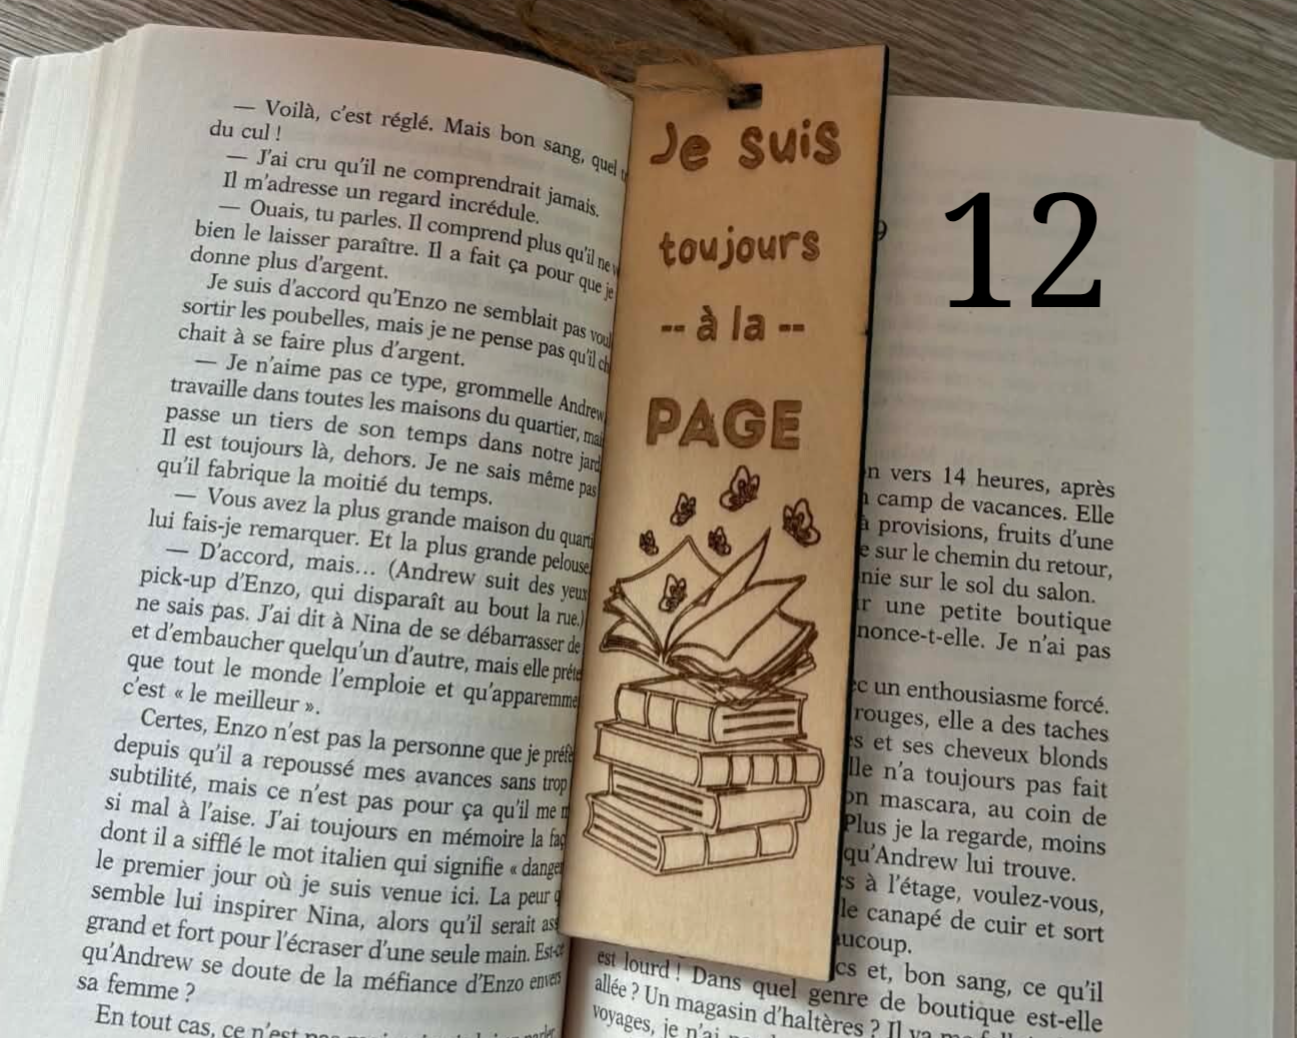 — Voilà, c'est réglé. Mais bon sang, quel
du cul !
— J'ai cru qu'il ne comprendrait jamais.
Il m'adresse un regard incrédule.
— Ouais, tu parles. Il comprend plus qu'il ne
bien le laisser paraître. Il a fait ça pour que je
donne plus d'argent.
Je suis d'accord qu'Enzo ne semblait pas
sortir les poubelles, mais je ne pense pas qu'il
chait à se faire plus d'argent.
— Je n'aime pas ce type, grommelle Andrew
travaille dans toutes les maisons du quartier,
passe un tiers de son temps dans notre
Il est toujours là, dehors. Je ne sais même pas
qu'il fabrique la moitié du temps.
— Vous avez la plus grande maison du
lui fais-je remarquer. Et la plus grande pelouse
— D'accord, mais... (Andrew suit des yeux
pick-up d'Enzo, qui disparaît au bout la rue.)
ne sais pas. J'ai dit à Nina de se débarrasser de
et d'embaucher quelqu'un d'autre, mais elle
que tout le monde l'emploie et
c'est « le meilleur ».
Certes, Enzo n'est pas la personne que je
depuis qu'il a repoussé mes avances sans trop
subtilité, mais ce n'est pas pour ça qu'il me
si mal à l'aise. J'ai toujours en mémoire la
dont il a sifflé le mot italien qui signifie «
le premier jour où je suis venue ici. La peur
semble lui inspirer Nina, alors qu'il serait
grand et fort pour l'écraser d'une seule main.
qu'Andrew se doute de la méfiance d'Enzo envers
sa femme ?
En tout cas, ce n'est pas
Je suis
toujours
-- à la --
PAGE
12
vers 14 heures, après
camp de vacances. Elle
provisions, fruits d'une
sur le chemin du retour,
sur le sol du salon.
une petite boutique
Je n'ai pas
un enthousiasme forcé.
rouges, elle a des taches
et ses cheveux blonds
n'a toujours pas fait
mascara, au coin de
Plus je la regarde, moins
qu'Andrew lui trouve.
à l'étage, voulez-vous,
le canapé de cuir et sort
et, bon sang, ce qu'il
est lourd ! Dans quel genre de boutique est-elle
allée ? Un magasin d'haltères ? Il
voyages, je n'ai